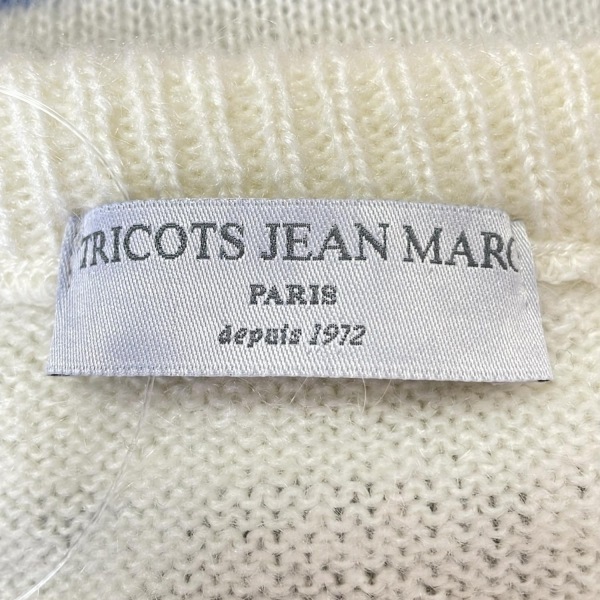 TRICOTS JEAN MARC
PARIS
depuis 1972